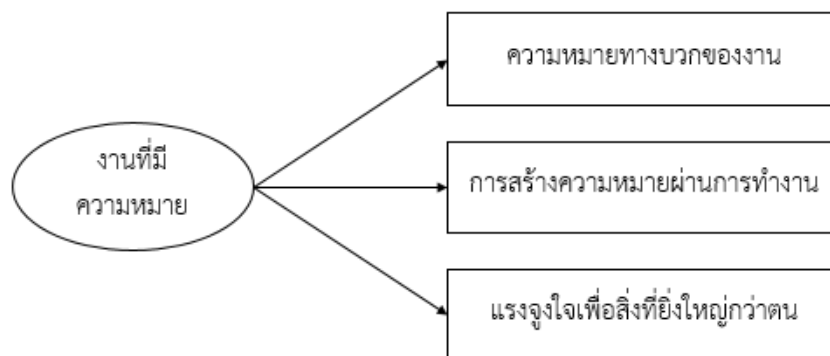 ความหมายทางบวกของงาน
งานที่มี
ความหมาย
การสร้างความหมายผ่านการทำงาน
แรงจูงใจเพื่อสิ่งที่ยิ่งใหญ่กว่าตน